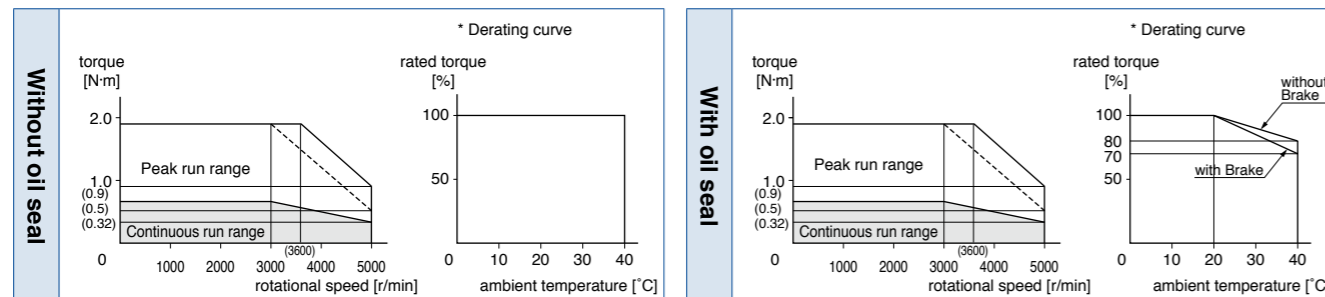 Without oil seal
torque
[N·m]
2.0
1.0
(0.9)
(0.5)
(0.32)
0
Peak run range
Continuous run range
(3600)
1000 2000 3000 4000 5000
rotational speed [r/min]
* Derating curve
rated torque
[%]
100
50
0 10 20 30 40
ambient temperature [˚C]
With oil seal
torque
[N·m]
2.0
1.0
(0.9)
(0.5)
(0.32)
0
Peak run range
Continuous run range
(3600)
1000 2000 3000 4000 5000
rotational speed [r/min]
* Derating curve
rated torque
[%]
without
Brake
100
80
70
50
with Brake
0 10 20 30 40
ambient temperature [˚C]